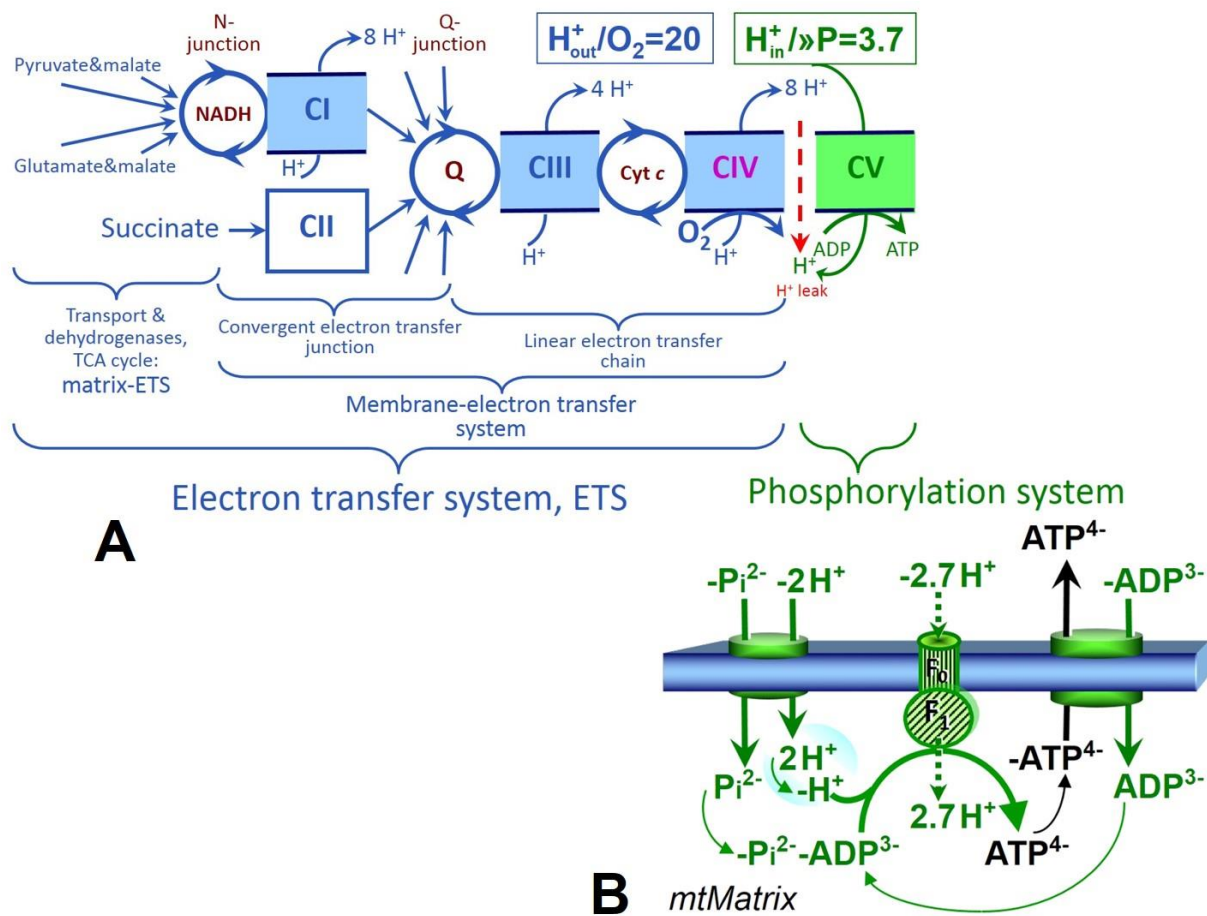 N-
junction
Q-
junction
8 H⁺
H⁺out/O₂=20
H⁺in/»P=3.7
Pyruvate&malate
NADH
CI
4 H⁺
8 H⁺
Glutamate&malate
H⁺
Q
CIII
Cyt c
CIV
CV
Succinate
CII
O₂
H⁺
H⁺
ADP
ATP
H⁺
H⁺ leak
Transport &
dehydrogenases,
TCA cycle:
matrix-ETS
Convergent electron transfer
junction
Linear electron transfer
chain
Membrane-electron transfer
system
Electron transfer system, ETS
Phosphorylation system
A
ATP⁴⁻
-Pi²⁻ -2H⁺
-2.7H⁺
-ADP³⁻
F₀
F₁
2H⁺
-H⁺
Pi²⁻
2.7H⁺
-ATP⁴⁻
ADP³⁻
-Pi²⁻-ADP³⁻
ATP⁴⁻
B
mtMatrix